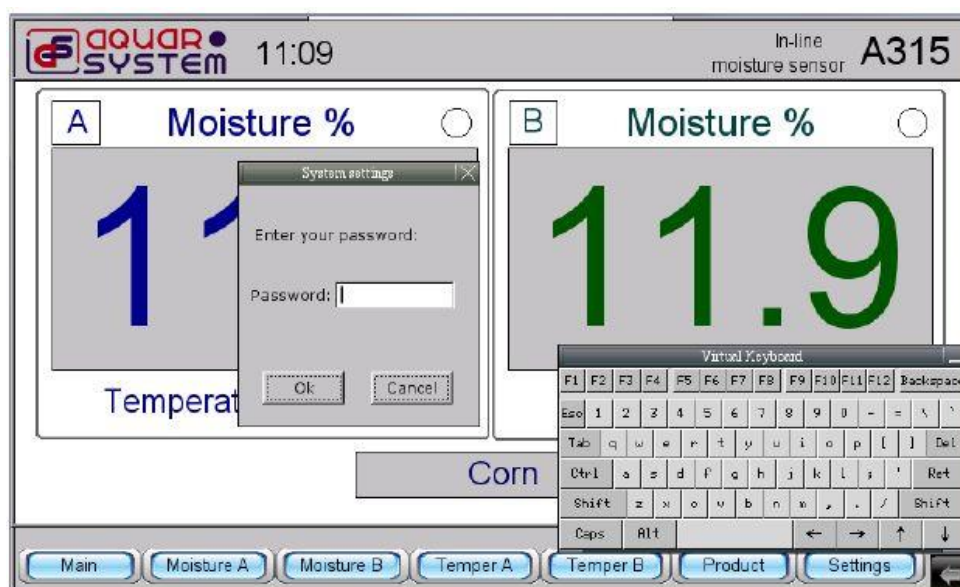 aquar system 11:09 In-line moisture sensor A315
A Moisture % B Moisture %
11.9
System settings
Enter your password:
Password:
Ok Cancel
Temperat
Corn
Virtual Keyboard
F1 F2 F3 F4 F5 F6 F7 F8 F9 F10 F11 F12 Backspace
Esc 1 2 3 4 5 6 7 8 9 0 - = \ `
Tab q w e r t y u i o p [ ] Del
Ctrl a s d f g h j k l ; ' Ret
Shift z x c v b n m , . / Shift
Caps Alt ← → ↑ ↓
Main Moisture A Moisture B Temper A Temper B Product Settings